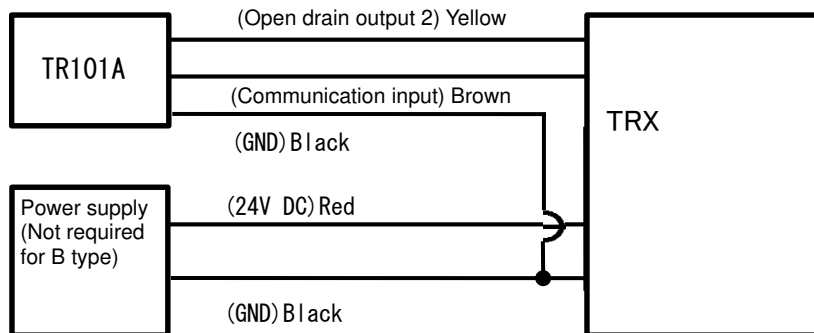 (Open drain output 2) Yellow
TR101A
(Communication input) Brown
TRX
(GND)Black
Power supply
(Not required
for B type)
(24V DC)Red
(GND)Black